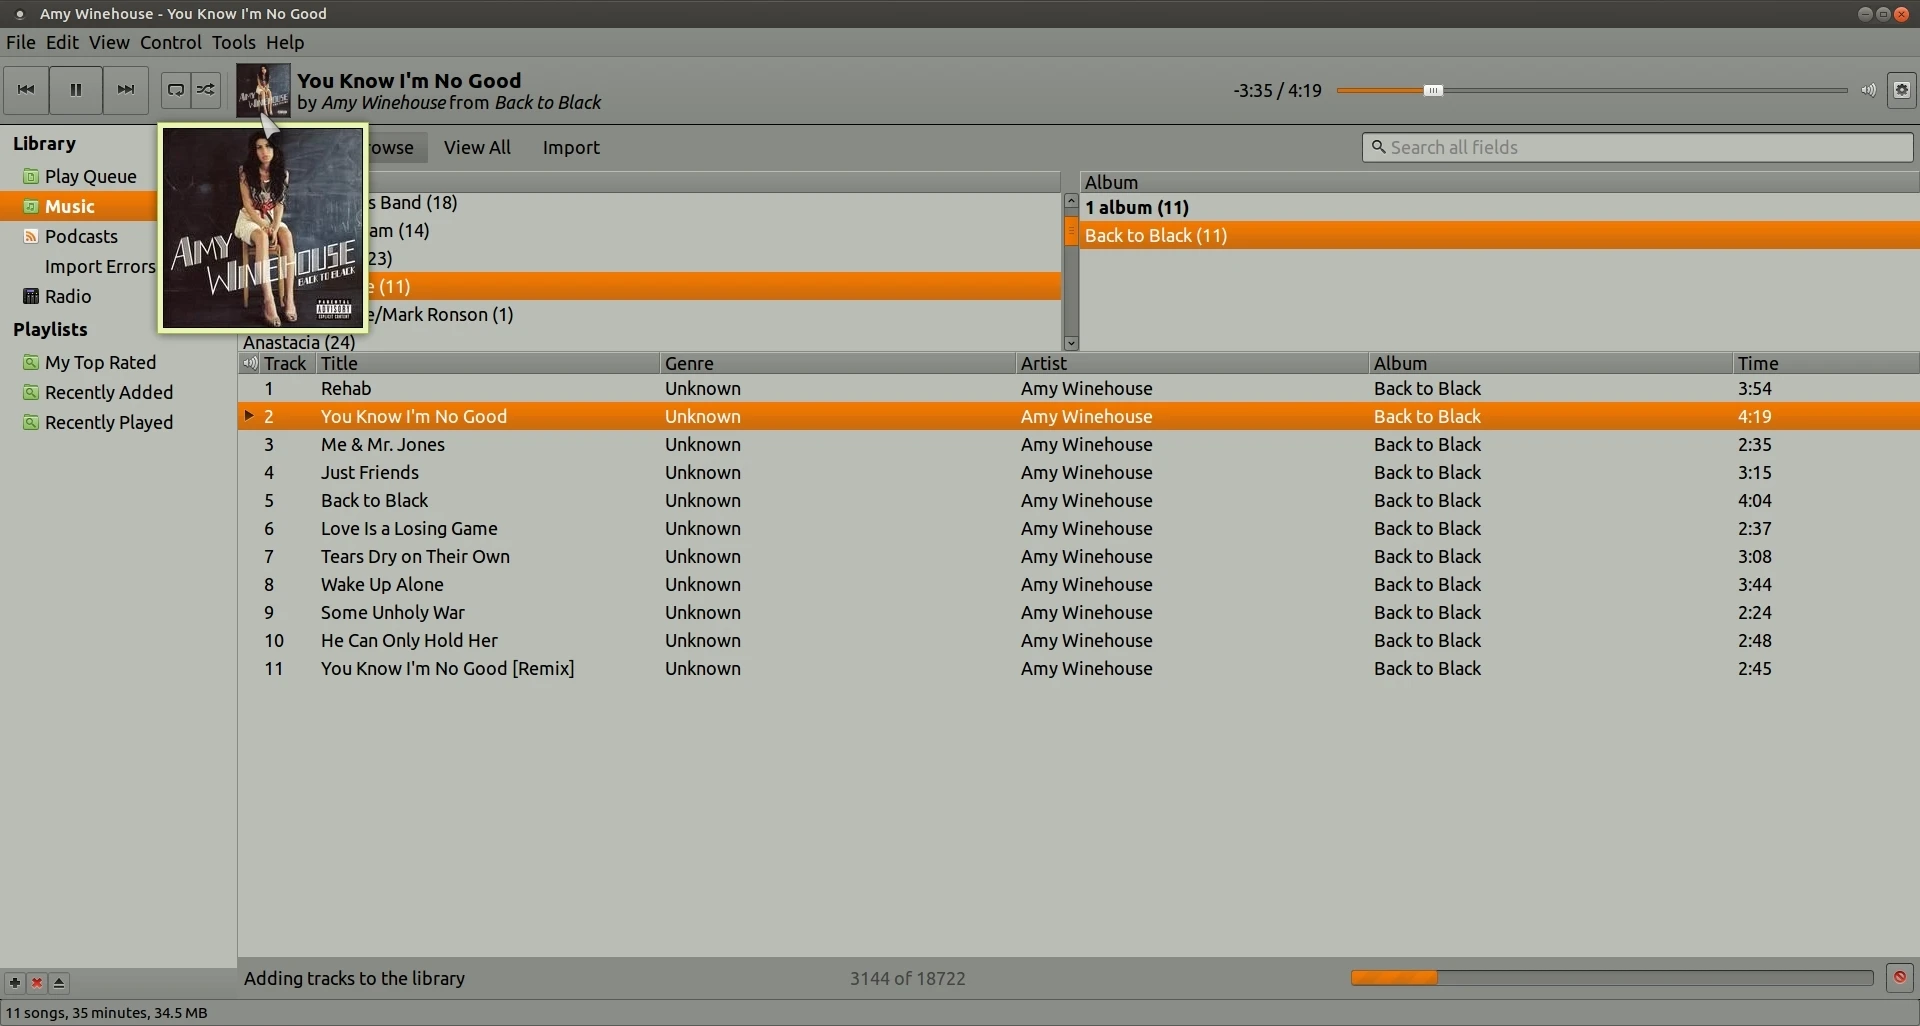 Amy Winehouse - You Know I'm No Good
File Edit View Control Tools Help
You Know I'm No Good
by Amy Winehouse from Back to Black
-3:35 / 4:19
Library
Play Queue
Music
Podcasts
Import Errors
Radio
Playlists
My Top Rated
Recently Added
Recently Played
AMY
WINEHOUSE
BACK TO BLACK
PARENTAL
ADVISORY
EXPLICIT CONTENT
owse View All Import
Search all fields
s Band (18)
am (14)
23)
e (11)
e/Mark Ronson (1)
Anastacia (24)
Album
1 album (11)
Back to Black (11)
Track Title Genre Artist Album Time
1 Rehab Unknown Amy Winehouse Back to Black 3:54
2 You Know I'm No Good Unknown Amy Winehouse Back to Black 4:19
3 Me & Mr. Jones Unknown Amy Winehouse Back to Black 2:35
4 Just Friends Unknown Amy Winehouse Back to Black 3:15
5 Back to Black Unknown Amy Winehouse Back to Black 4:04
6 Love Is a Losing Game Unknown Amy Winehouse Back to Black 2:37
7 Tears Dry on Their Own Unknown Amy Winehouse Back to Black 3:08
8 Wake Up Alone Unknown Amy Winehouse Back to Black 3:44
9 Some Unholy War Unknown Amy Winehouse Back to Black 2:24
10 He Can Only Hold Her Unknown Amy Winehouse Back to Black 2:48
11 You Know I'm No Good [Remix] Unknown Amy Winehouse Back to Black 2:45
Adding tracks to the library 3144 of 18722
11 songs, 35 minutes, 34.5 MB